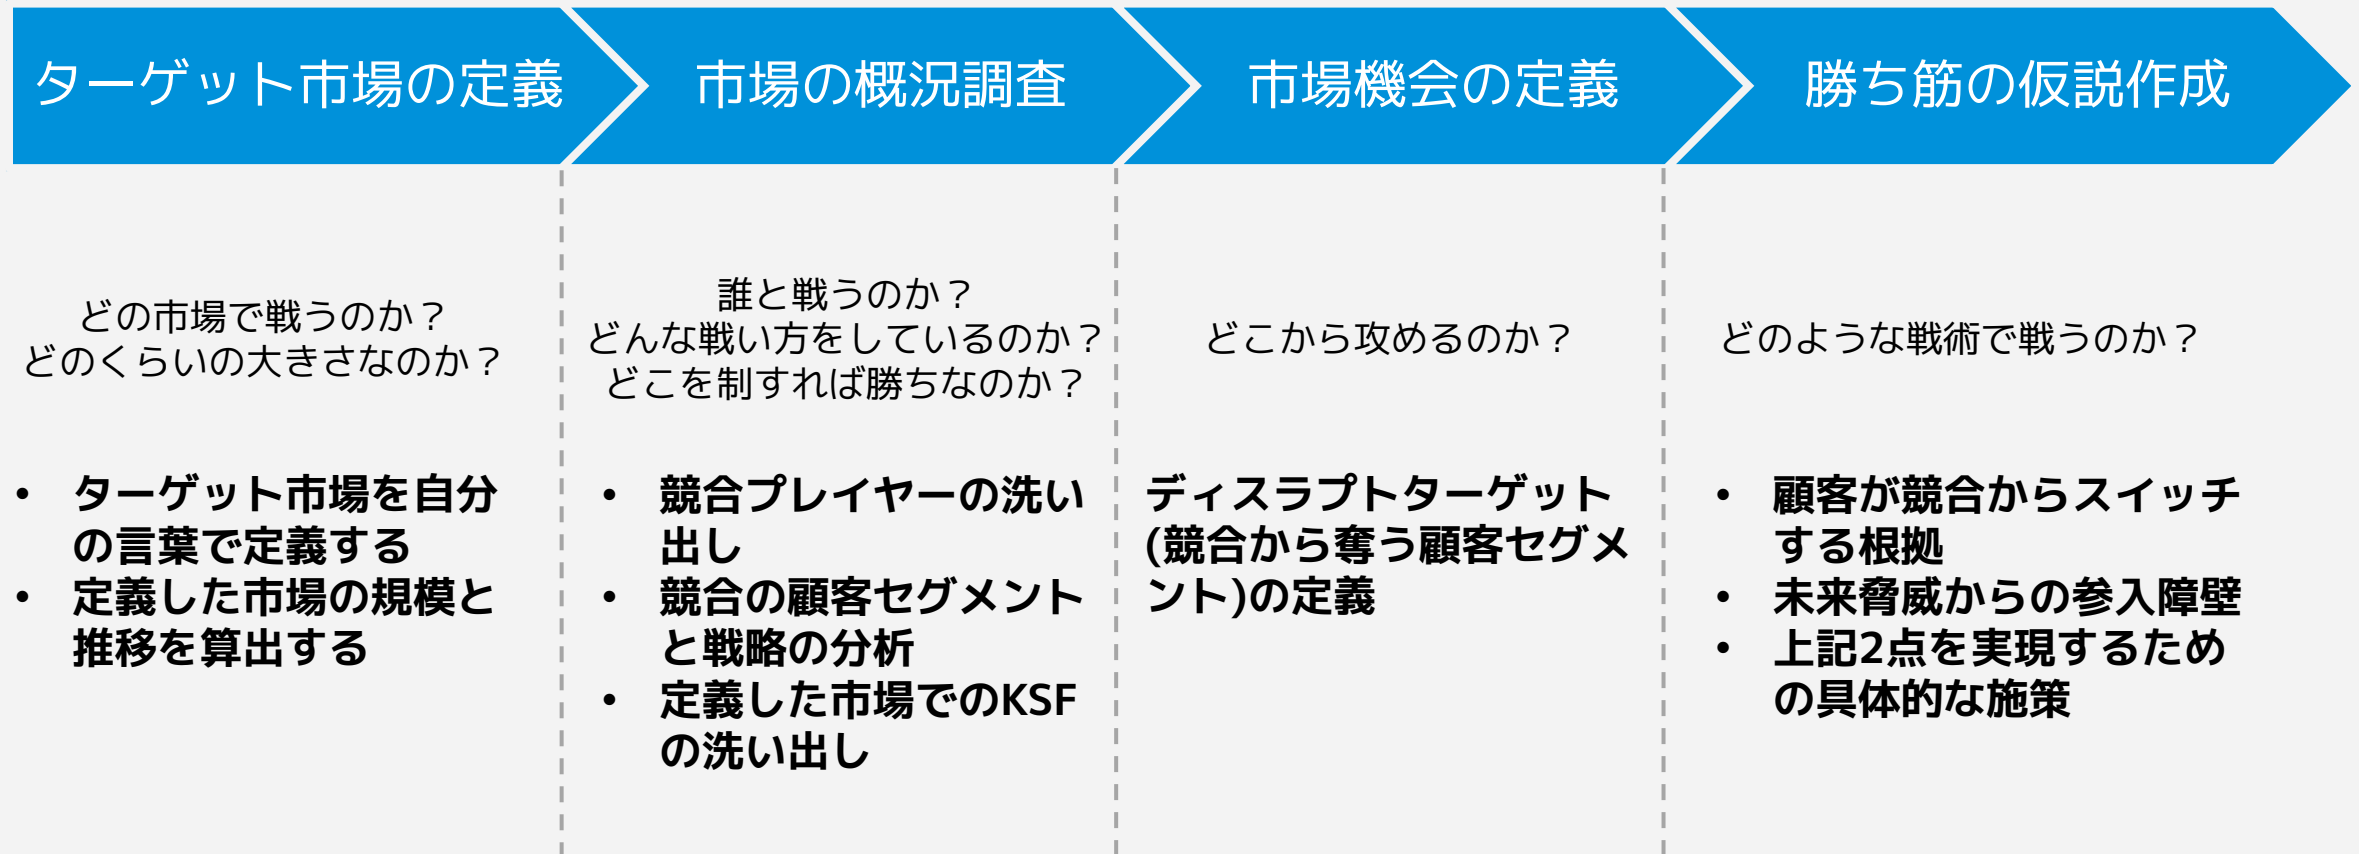 ターゲット市場の定義
市場の概況調査
市場機会の定義
勝ち筋の仮説作成
どの市場で戦うのか？
どのくらいの大きさなのか？
誰と戦うのか？
どんな戦い方をしているのか？
どこを制すれば勝ちなのか？
どこから攻めるのか？
どのような戦術で戦うのか？
• ターゲット市場を自分
の言葉で定義する
• 定義した市場の規模と
推移を算出する
• 競合プレイヤーの洗い
出し
• 競合の顧客セグメント
と戦略の分析
• 定義した市場でのKSF
の洗い出し
ディスラプトターゲット
(競合から奪う顧客セグメ
ント)の定義
• 顧客が競合からスイッチ
する根拠
• 未来脅威からの参入障壁
• 上記2点を実現するため
の具体的な施策